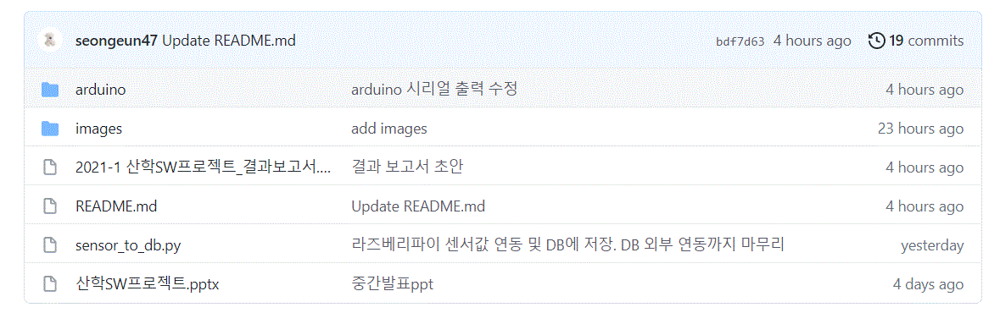 seongeun47 Update README.md bdf7d63 4 hours ago 19 commits
arduino arduino 시리얼 출력 수정 4 hours ago
images add images 23 hours ago
2021-1 산학SW프로젝트_결과보고서.... 결과 보고서 초안 4 hours ago
README.md Update README.md 4 hours ago
sensor_to_db.py 라즈베리파이 센서값 연동 및 DB에 저장. DB 외부 연동까지 마무리 yesterday
산학SW프로젝트.pptx 중간발표ppt 4 days ago